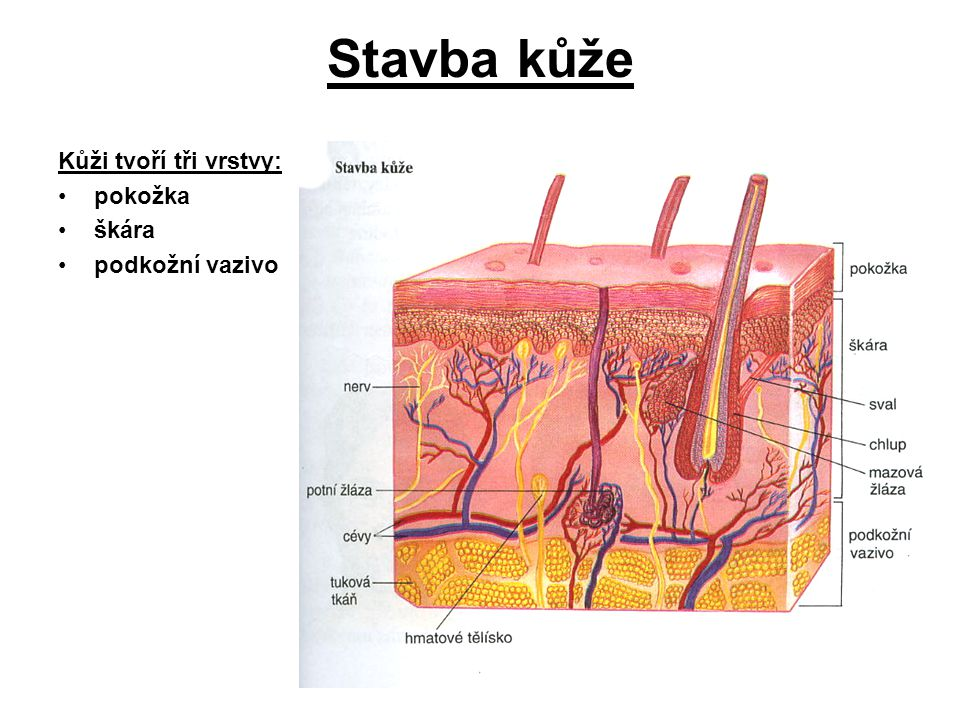 Stavba kůže
Kůži tvoří tři vrstvy:
• pokožka
• škára
• podkožní vazivo
Stavba kůže
pokožka
škára
nerv
sval
chlup
mazová
žláza
potní žláza
cévy
podkožní
vazivo
tuková
tkáň
hmatové tělísko